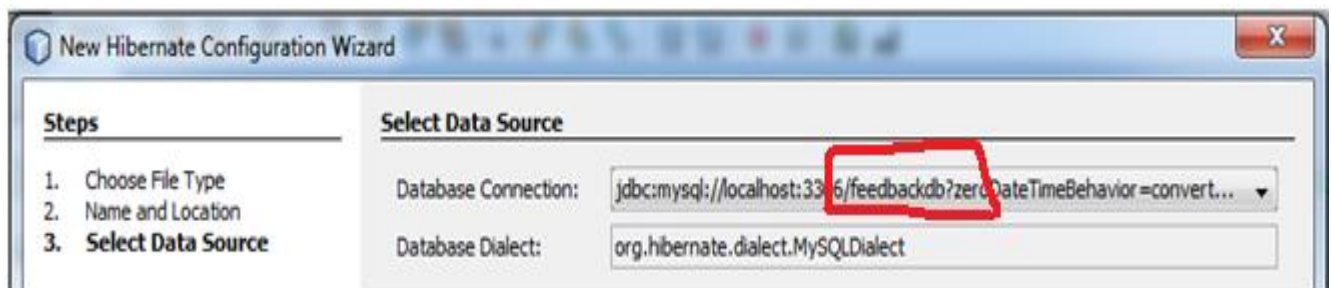 New Hibernate Configuration Wizard
Steps
1. Choose File Type
2. Name and Location
3. Select Data Source
Select Data Source
Database Connection: jdbc:mysql://localhost:3306/feedbackdb?zeroDateTimeBehavior=convert...
Database Dialect: org.hibernate.dialect.MySQLDialect